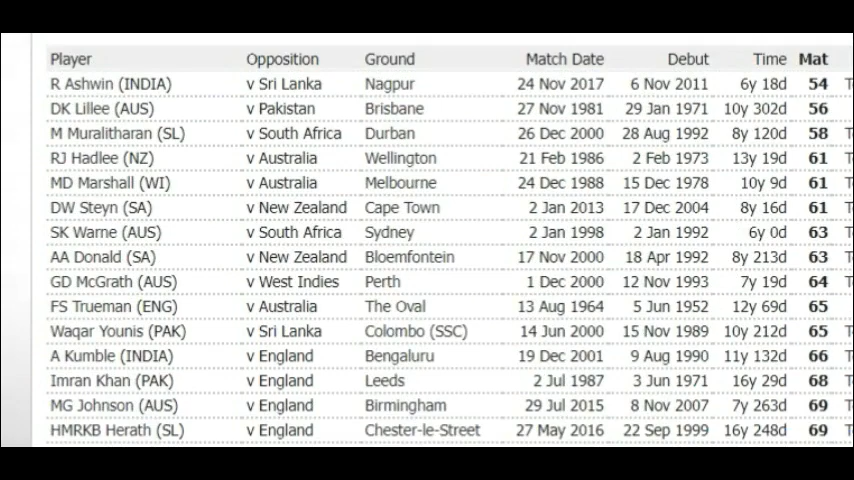 Player Opposition Ground Match Date Debut Time Mat
R Ashwin (INDIA) v Sri Lanka Nagpur 24 Nov 2017 6 Nov 2011 6y 18d 54
DK Lillee (AUS) v Pakistan Brisbane 27 Nov 1981 29 Jan 1971 10y 302d 56
M Muralitharan (SL) v South Africa Durban 26 Dec 2000 28 Aug 1992 8y 120d 58
RJ Hadlee (NZ) v Australia Wellington 21 Feb 1986 2 Feb 1973 13y 19d 61
MD Marshall (WI) v Australia Melbourne 24 Dec 1988 15 Dec 1978 10y 9d 61
DW Steyn (SA) v New Zealand Cape Town 2 Jan 2013 17 Dec 2004 8y 16d 61
SK Warne (AUS) v South Africa Sydney 2 Jan 1998 2 Jan 1992 6y 0d 63
AA Donald (SA) v New Zealand Bloemfontein 17 Nov 2000 18 Apr 1992 8y 213d 63
GD McGrath (AUS) v West Indies Perth 1 Dec 2000 12 Nov 1993 7y 19d 64
FS Trueman (ENG) v Australia The Oval 13 Aug 1964 5 Jun 1952 12y 69d 65
Waqar Younis (PAK) v Sri Lanka Colombo (SSC) 14 Jun 2000 15 Nov 1989 10y 212d 65
A Kumble (INDIA) v England Bengaluru 19 Dec 2001 9 Aug 1990 11y 132d 66
Imran Khan (PAK) v England Leeds 2 Jul 1987 3 Jun 1971 16y 29d 68
MG Johnson (AUS) v England Birmingham 29 Jul 2015 8 Nov 2007 7y 263d 69
HMRKB Herath (SL) v England Chester-le-Street 27 May 2016 22 Sep 1999 16y 248d 69